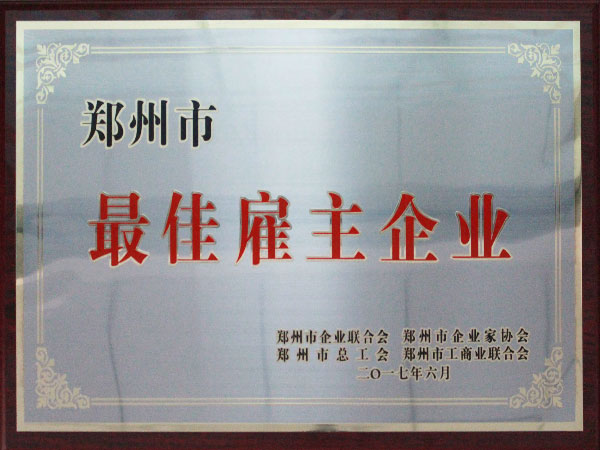 郑州市
最佳雇主企业
郑州市企业联合会 郑州市企业家协会
郑州市总工会 郑州市工商业联合会
二〇一七年六月